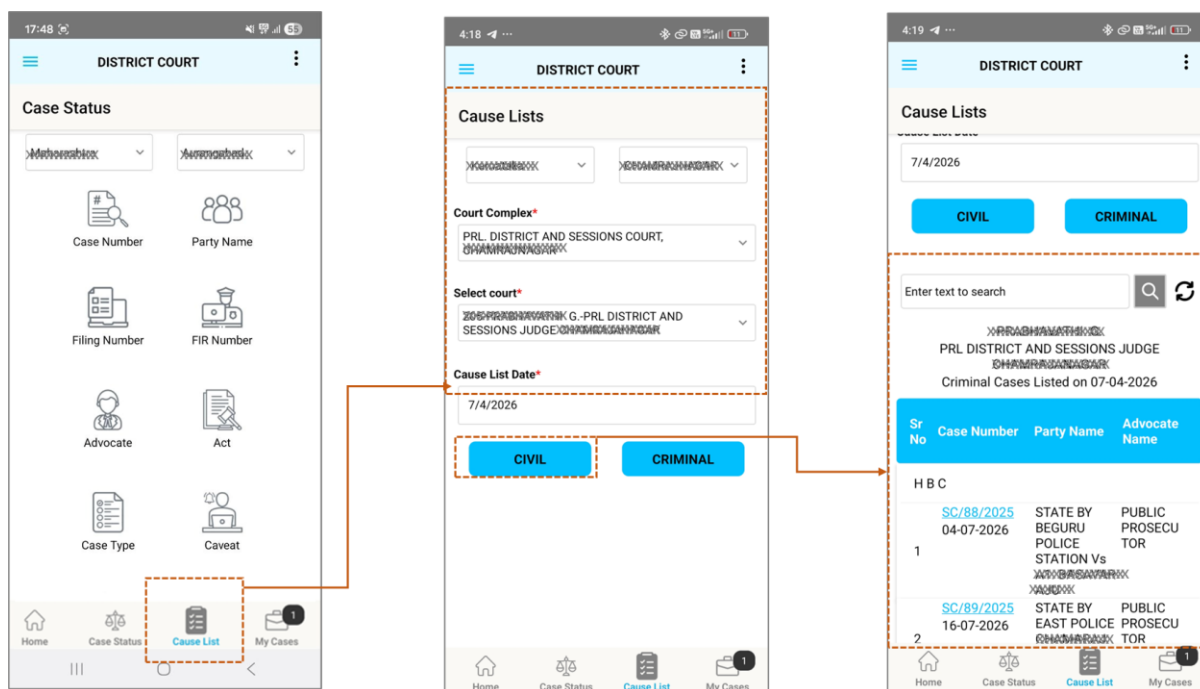 17:48
55
DISTRICT COURT
Case Status
Case Number
Party Name
Filing Number
FIR Number
Advocate
Act
Case Type
Caveat
Home
Case Status
Cause List
1
My Cases
4:18
11
DISTRICT COURT
Cause Lists
Court Complex*
PRL. DISTRICT AND SESSIONS COURT,
Select court*
G.-PRL DISTRICT AND
SESSIONS JUDGE
Cause List Date*
7/4/2026
CIVIL
CRIMINAL
Home
Case Status
Cause List
1
My Cases
4:19
11
DISTRICT COURT
Cause Lists
Cause List Date
7/4/2026
CIVIL
CRIMINAL
Enter text to search
PRL DISTRICT AND SESSIONS JUDGE
Criminal Cases Listed on 07-04-2026
Sr No
Case Number
Party Name
Advocate Name
H B C
1
SC/88/2025
04-07-2026
STATE BY
BEGURU
POLICE
STATION Vs
PUBLIC
PROSECU
TOR
2
SC/89/2025
16-07-2026
STATE BY
EAST POLICE
PUBLIC
PROSECU
TOR
Home
Case Status
Cause List
1
My Cases